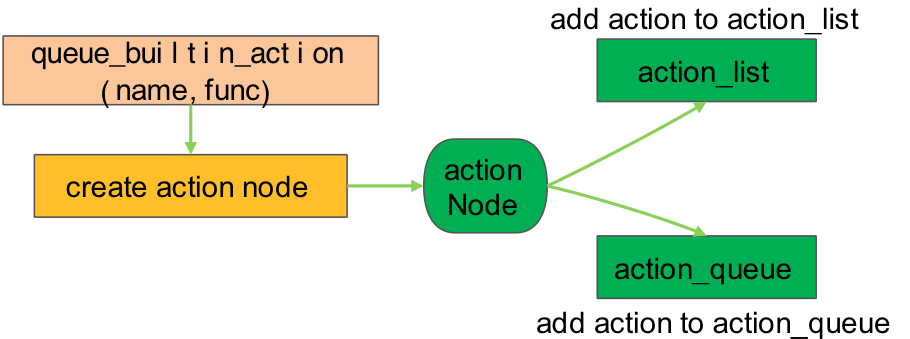 add action to action_list
queue_builtin_action
(name, func)
action_list
create action node
action
Node
action_queue
add action to action_queue